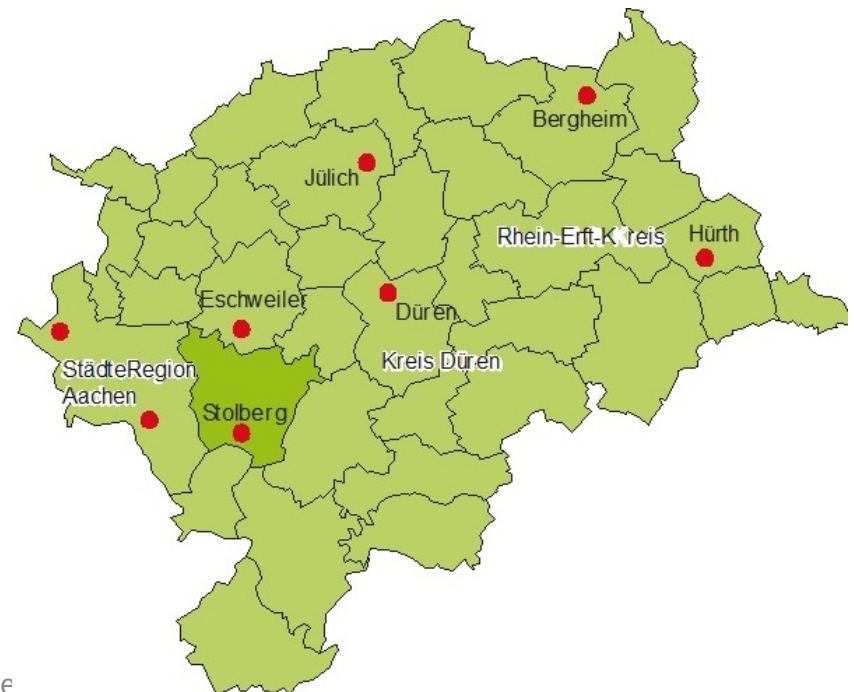 Bergheim
Jülich
Rhein-Erft-Kreis
Hürth
Eschweiler
Düren
StädteRegion
Aachen
Kreis Düren
Stolberg
e